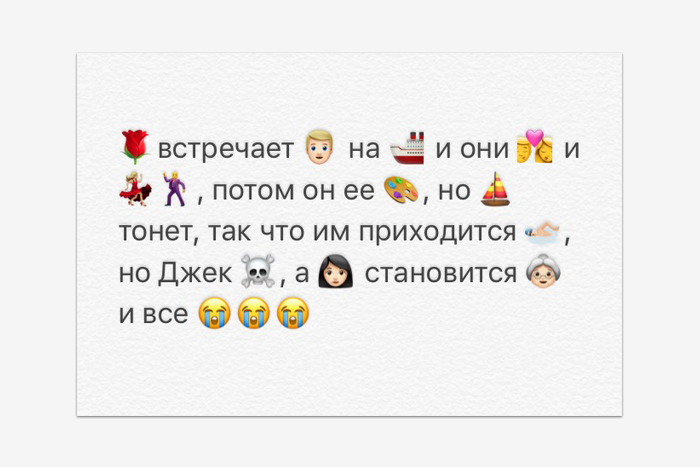 🌹 встречает 👱🏼‍♂️ на 🚢 и они 💏 и
💃🏻🕺, потом он ее 🎨, но ⛵
тонет, так что им приходится 🏊🏻,
но Джек ☠️, а 👩🏻 становится 👵🏻
и все 😭😭😭